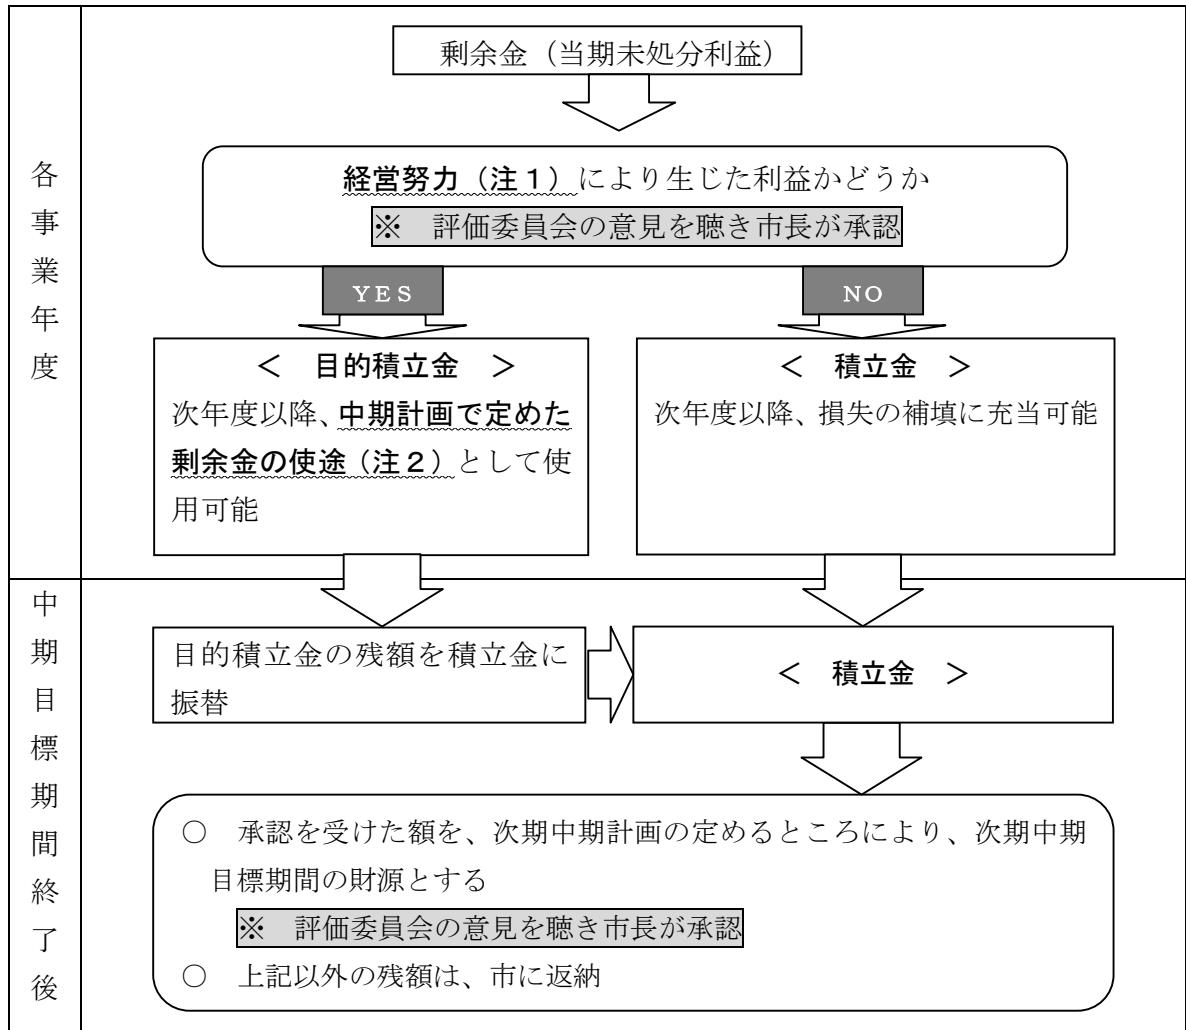 各事業年度
剰余金（当期未処分利益）
経営努力（注１）により生じた利益かどうか
※　評価委員会の意見を聴き市長が承認
ＹＥＳ
ＮＯ
＜　目的積立金　＞
次年度以降、中期計画で定めた
剰余金の使途（注２）として使
用可能
＜　積立金　＞
次年度以降、損失の補填に充当可能
中期目標期間終了後
目的積立金の残額を積立金に
振替
＜　積立金　＞
○　承認を受けた額を、次期中期計画の定めるところにより、次期中期
目標期間の財源とする
※　評価委員会の意見を聴き市長が承認
○　上記以外の残額は、市に返納